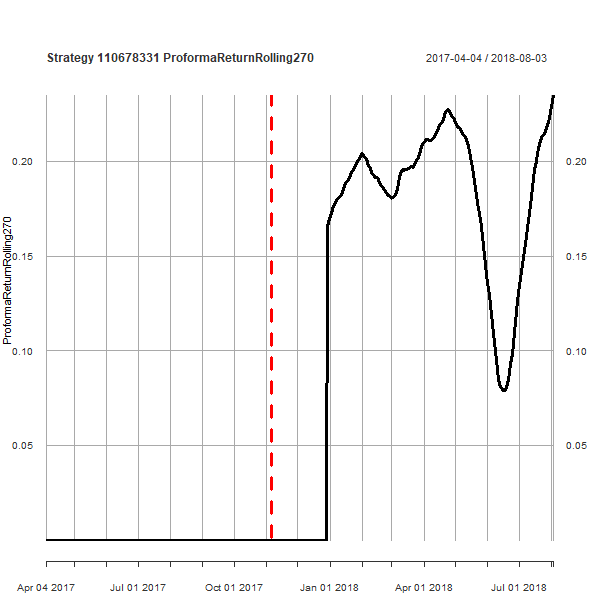 Strategy 110678331 ProformaReturnRolling270
2017-04-04 / 2018-08-03
ProformaReturnRolling270
0.20
0.15
0.10
0.05
0.20
0.15
0.10
0.05
Apr 04 2017
Jul 01 2017
Oct 01 2017
Jan 01 2018
Apr 01 2018
Jul 01 2018